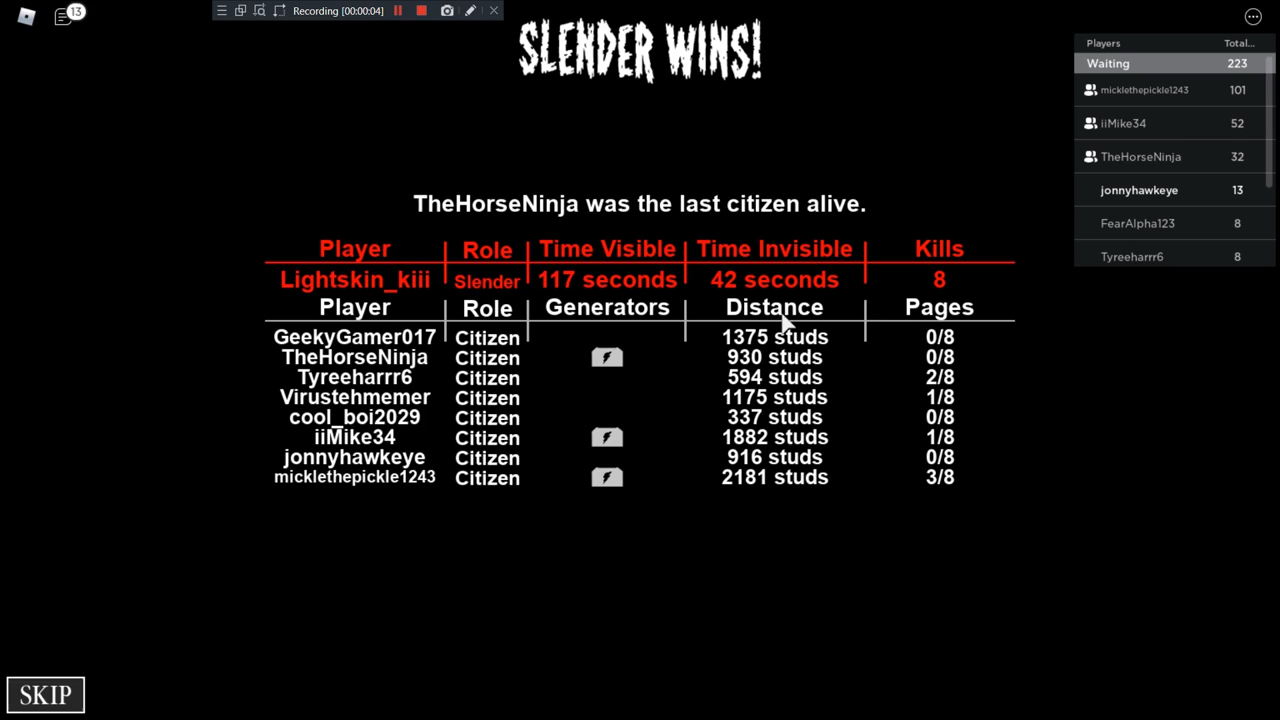 13
Recording [00:00:04]
SLENDER WINS!
Players Total...
Waiting 223
micklethepickle1243 101
iiMike34 52
TheHorseNinja 32
jonnyhawkeye 13
FearAlpha123 8
Tyreeharrr6 8
TheHorseNinja was the last citizen alive.
Player Role Time Visible Time Invisible Kills
Lightskin_kiii Slender 117 seconds 42 seconds 8
Player Role Generators Distance Pages
GeekyGamer017 Citizen 1375 studs 0/8
TheHorseNinja Citizen 930 studs 0/8
Tyreeharrr6 Citizen 594 studs 2/8
Virustehmemer Citizen 1175 studs 1/8
cool_boi2029 Citizen 337 studs 0/8
iiMike34 Citizen 1882 studs 1/8
jonnyhawkeye Citizen 916 studs 0/8
micklethepickle1243 Citizen 2181 studs 3/8
SKIP